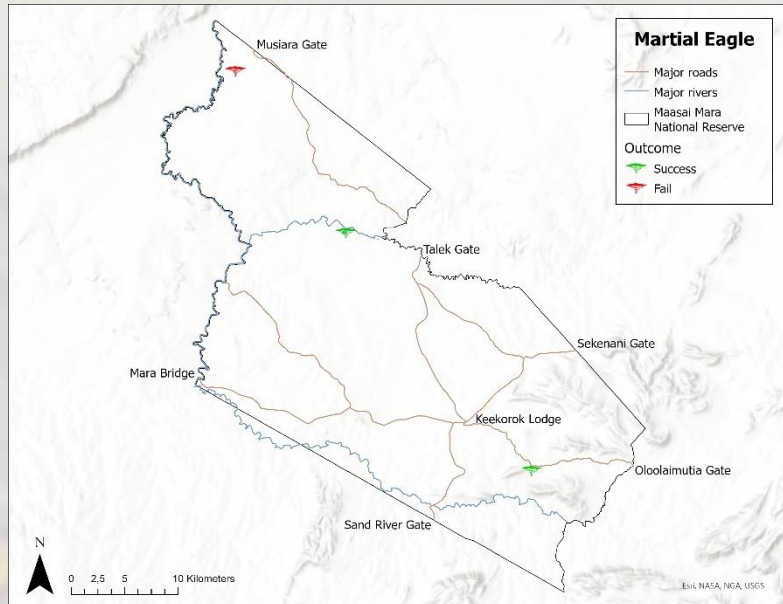 Martial Eagle
Major roads
Major rivers
Maasai Mara
National Reserve
Outcome
Success
Fail
Musiara Gate
Talek Gate
Sekenani Gate
Mara Bridge
Keekorok Lodge
Oloolaimutia Gate
Sand River Gate
N
0 2.5 5 10 Kilometers
Esri, NASA, NGA, USGS